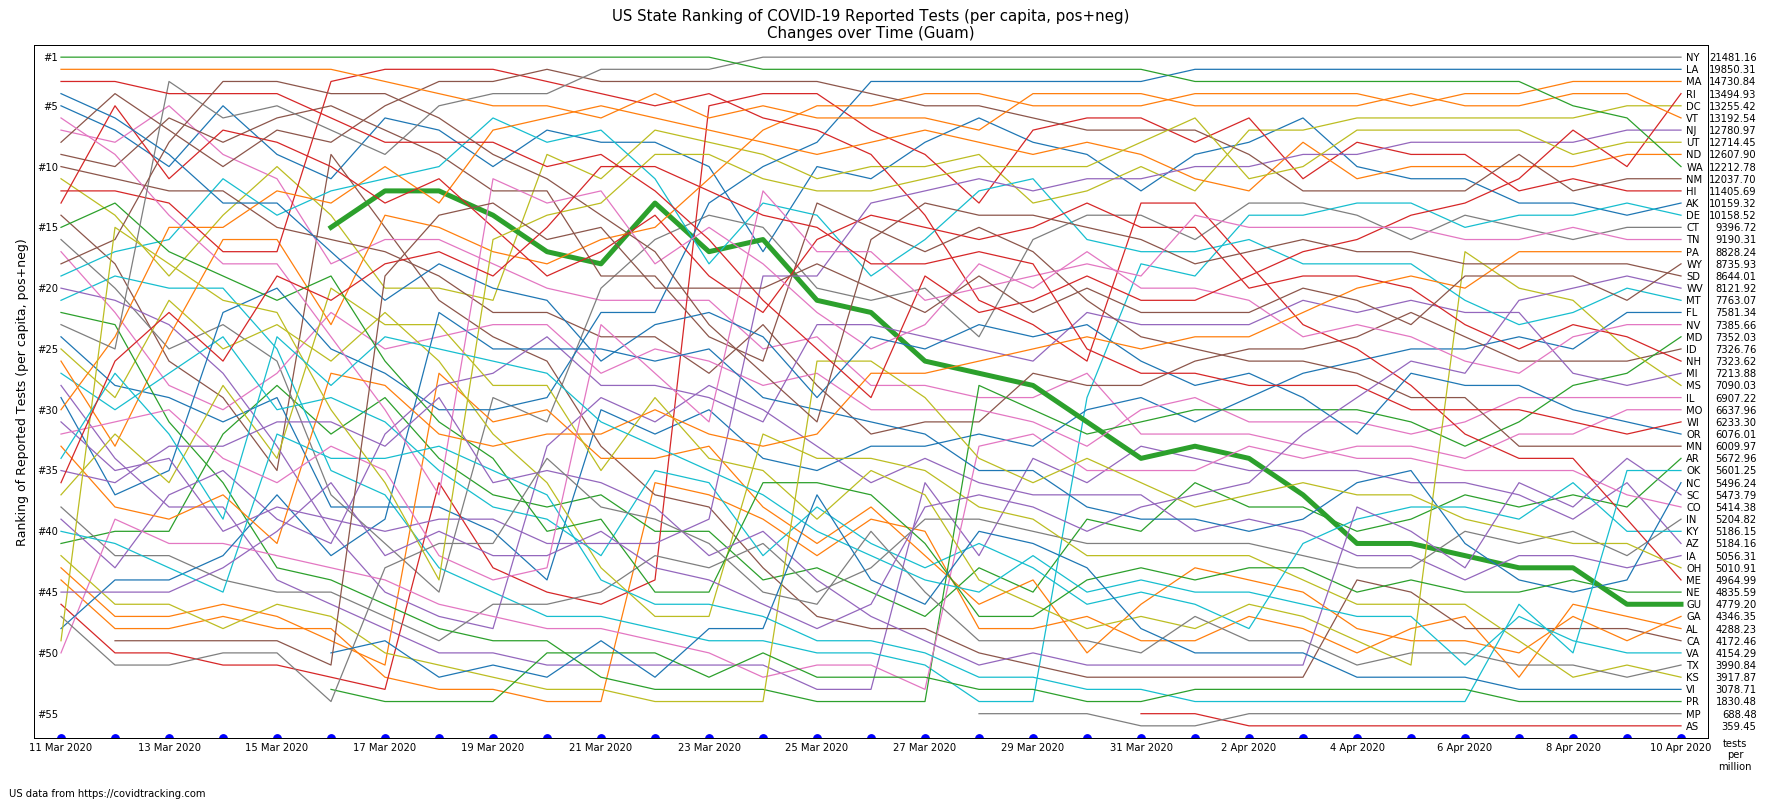 US State Ranking of COVID-19 Reported Tests (per capita, pos+neg)
Changes over Time (Guam)
Ranking of Reported Tests (per capita, pos+neg)
#1
#5
#10
#15
#20
#25
#30
#35
#40
#45
#50
#55
NY 21481.16
LA 19850.31
MA 14730.84
RI 13494.93
DC 13255.42
VT 13192.54
NJ 12780.97
UT 12714.45
ND 12607.90
WA 12212.78
NM 12037.70
HI 11405.69
AK 10159.32
DE 10158.52
CT 9396.72
TN 9190.31
PA 8828.24
WY 8735.93
SD 8644.01
WV 8121.92
MT 7763.07
FL 7581.34
NV 7385.66
MD 7352.03
ID 7326.76
NH 7323.62
MI 7213.88
MS 7090.03
IL 6907.22
MO 6637.96
WI 6233.30
OR 6076.01
MN 6009.97
AR 5672.96
OK 5601.25
NC 5496.24
SC 5473.79
CO 5414.38
IN 5204.82
KY 5186.15
AZ 5184.16
IA 5056.31
OH 5010.91
ME 4964.99
NE 4835.59
GU 4779.20
GA 4346.35
AL 4288.23
CA 4172.46
VA 4154.29
TX 3990.84
KS 3917.87
VI 3078.71
PR 1830.48
MP 688.48
AS 359.45
11 Mar 2020 13 Mar 2020 15 Mar 2020 17 Mar 2020 19 Mar 2020 21 Mar 2020 23 Mar 2020 25 Mar 2020 27 Mar 2020 29 Mar 2020 31 Mar 2020 2 Apr 2020 4 Apr 2020 6 Apr 2020 8 Apr 2020 10 Apr 2020
tests
per
million
US data from https://covidtracking.com